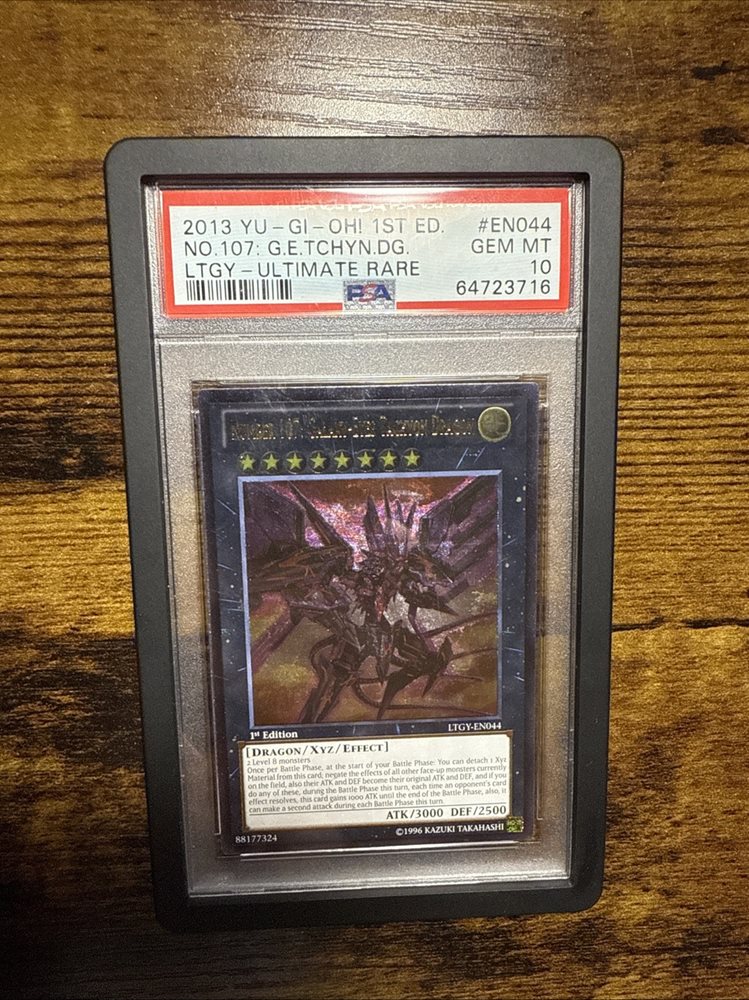 2013 YU-GI-OH! 1ST ED. #EN044
NO.107: G.E.TCHYN.DG. GEM MT
LTGY-ULTIMATE RARE 10
PSA 64723716
NUMBER 107: GALAXY-EYES TACHYON DRAGON
1st Edition LTGY-EN044
[DRAGON/XYZ/EFFECT]
2 Level 8 monsters
Once per Battle Phase, at the start of your Battle Phase: You can detach 1 Xyz
Material from this card; negate the effects of all other face-up monsters currently
on the field, also their ATK and DEF become their original ATK and DEF, and if you
do any of these, during the Battle Phase this turn, each time an opponent's card
effect resolves, this card gains 1000 ATK until the end of the Battle Phase, also, it
can make a second attack during each Battle Phase this turn.
ATK/3000 DEF/2500
88177324 ©1996 KAZUKI TAKAHASHI